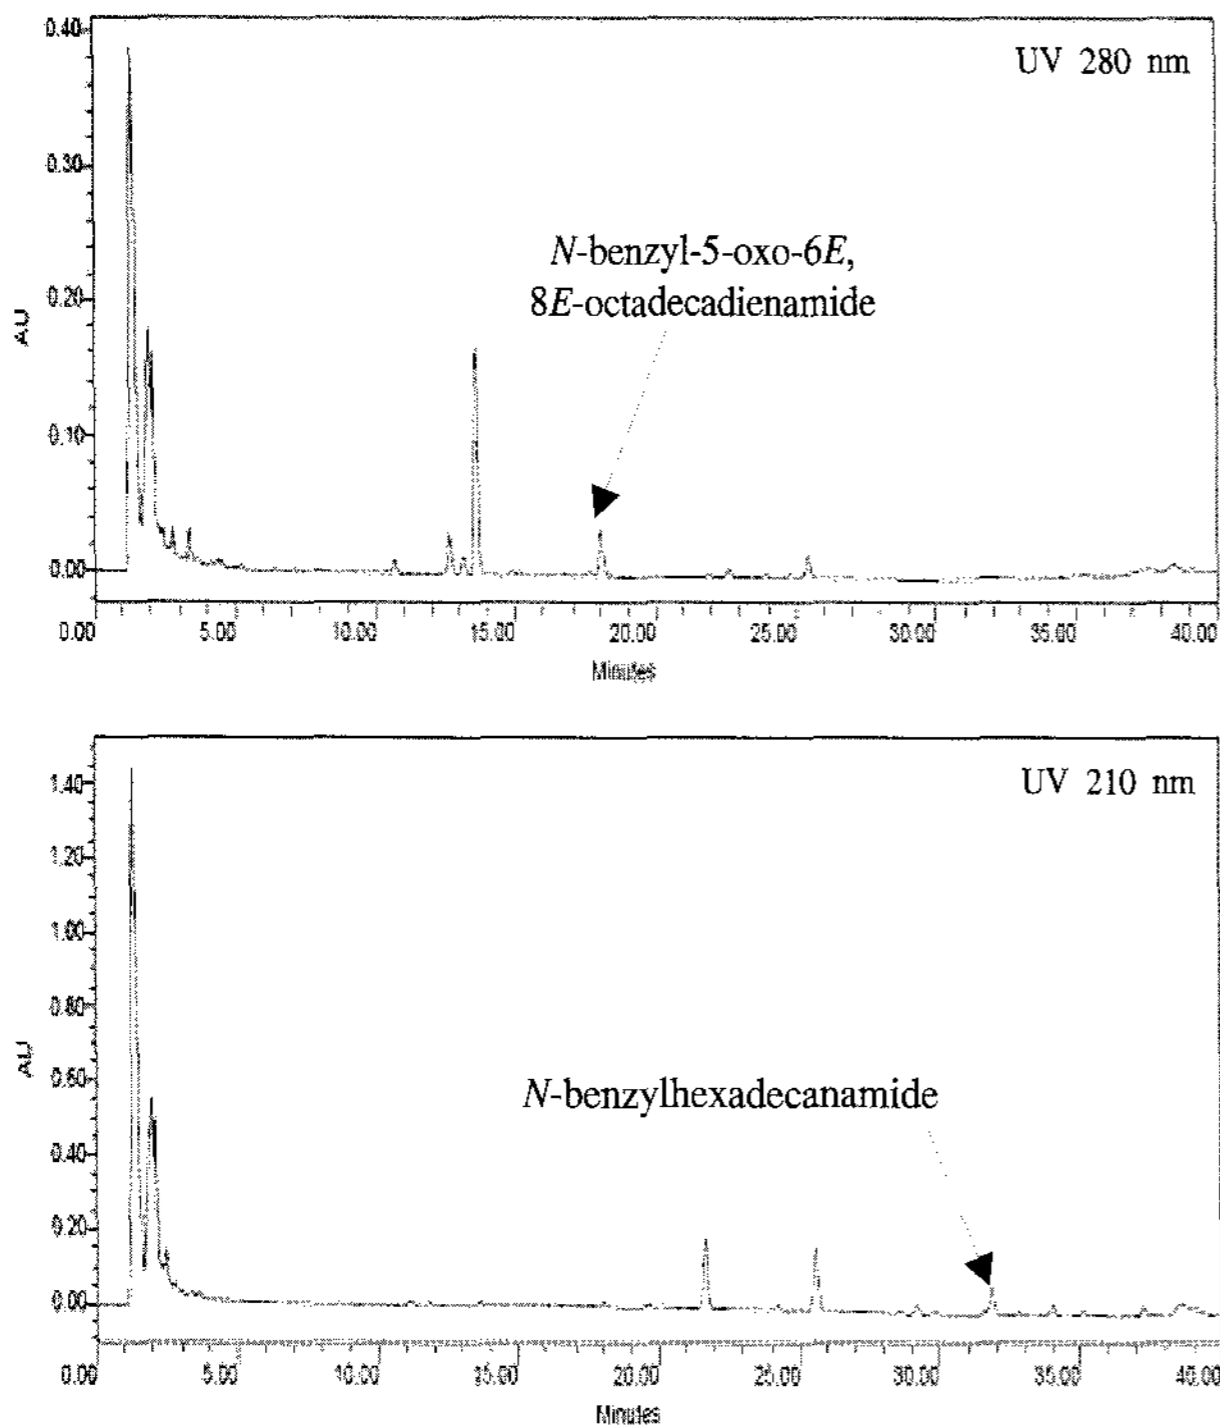 0.40
UV 280 nm
0.30
N-benzyl-5-oxo-6E,
8E-octadecadienamide
0.20
AU
0.10
0.00
0.00 5.00 10.00 15.00 20.00 25.00 30.00 35.00 40.00
Minutes
UV 210 nm
1.40
1.20
1.00
0.80
AU
0.60
N-benzylhexadecanamide
0.40
0.20
0.00
0.00 5.00 10.00 15.00 20.00 25.00 30.00 35.00 40.00
Minutes